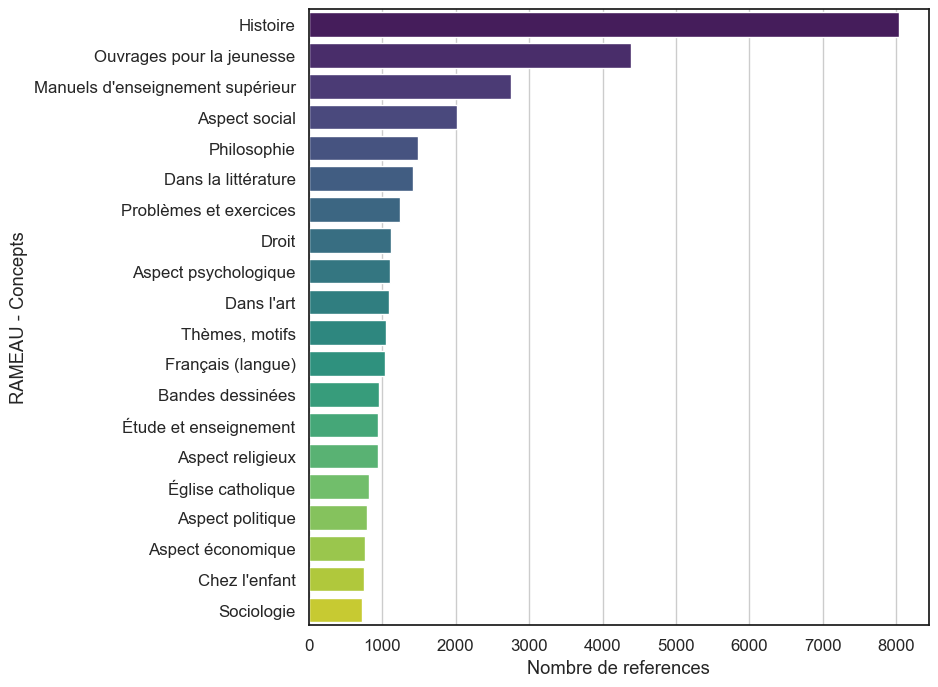 Histoire
Ouvrages pour la jeunesse
Manuels d'enseignement supérieur
Aspect social
Philosophie
Dans la littérature
Problèmes et exercices
Droit
Aspect psychologique
Dans l'art
Thèmes, motifs
Français (langue)
Bandes dessinées
Étude et enseignement
Aspect religieux
Église catholique
Aspect politique
Aspect économique
Chez l'enfant
Sociologie
RAMEAU - Concepts
0 1000 2000 3000 4000 5000 6000 7000 8000
Nombre de references